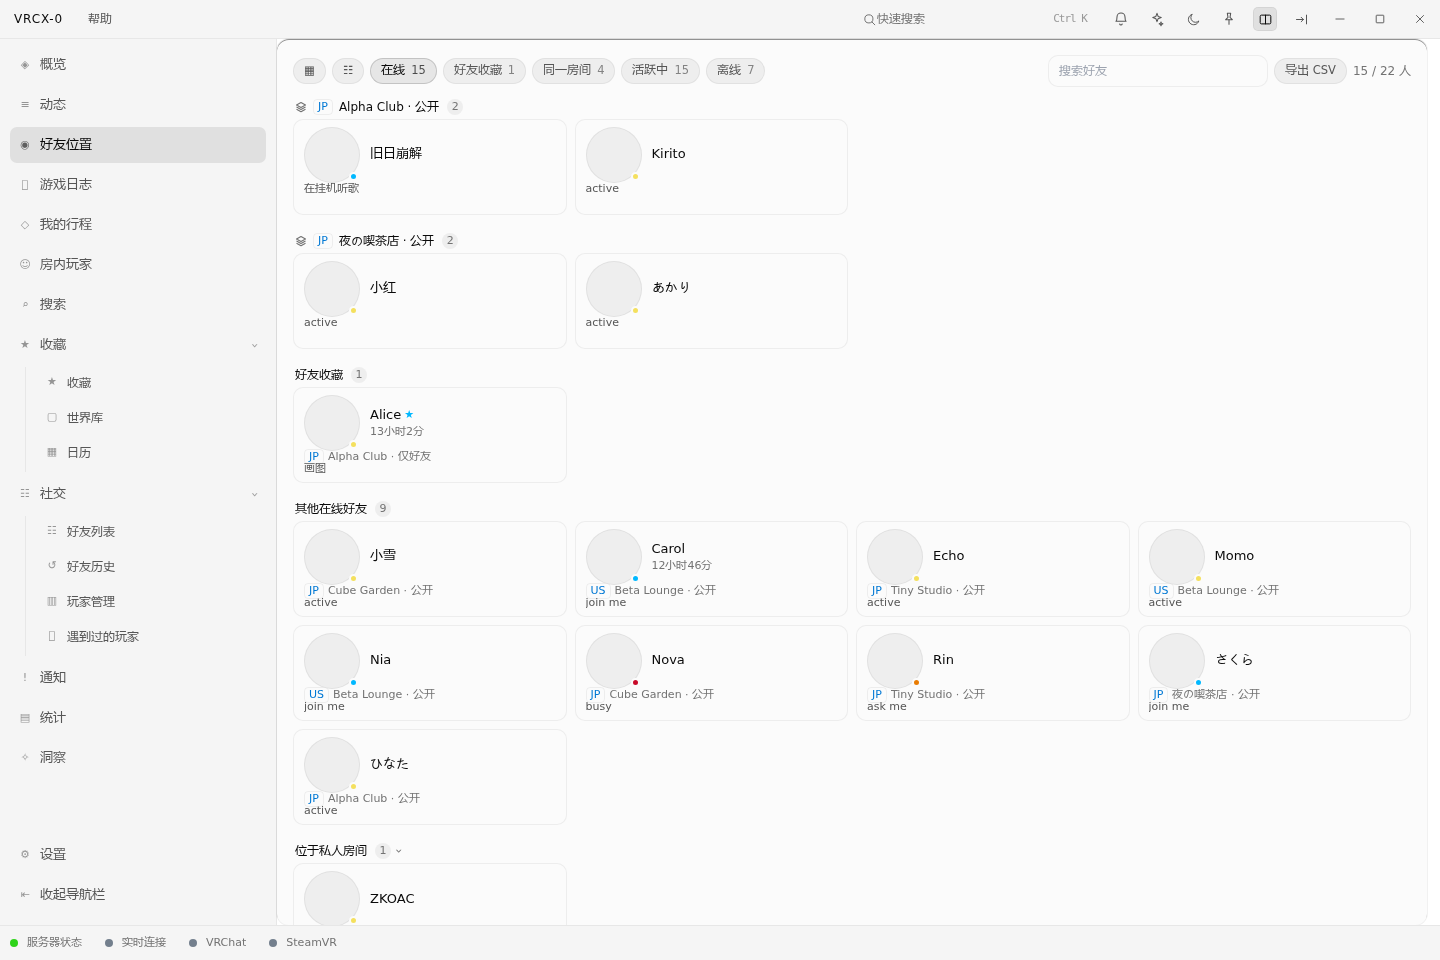 VRCX-0 帮助 快速搜索 Ctrl K
概览
动态
好友位置
游戏日志
我的行程
房内玩家
搜索
收藏
收藏
世界库
日历
社交
好友列表
好友历史
玩家管理
遇到过的玩家
通知
统计
洞察
设置
收起导航栏
在线 15 好友收藏 1 同一房间 4 活跃中 15 离线 7 搜索好友 导出 CSV 15 / 22 人
JP Alpha Club · 公开 2
旧日崩解 Kirito
在挂机听歌 active
JP 夜の喫茶店 · 公开 2
小红 あかり
active active
好友收藏 1
Alice
13小时2分
JP Alpha Club · 仅好友
画图
其他在线好友 9
小雪 Carol Echo Momo
12小时46分
JP Cube Garden · 公开 US Beta Lounge · 公开 JP Tiny Studio · 公开 US Beta Lounge · 公开
active join me active active
Nia Nova Rin さくら
US Beta Lounge · 公开 JP Cube Garden · 公开 JP Tiny Studio · 公开 JP 夜の喫茶店 · 公开
join me busy ask me join me
ひなた
JP Alpha Club · 公开
active
位于私人房间 1
ZKOAC
服务器状态 实时连接 VRChat SteamVR